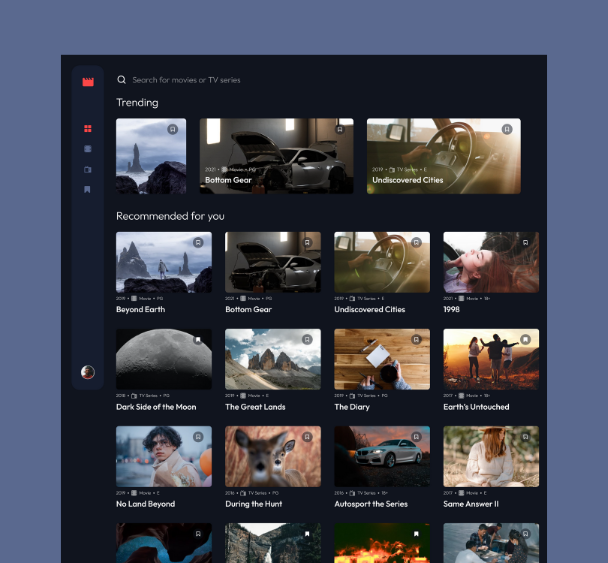 Search for movies or TV series
Trending
2021 • Movie • PG
Bottom Gear
2019 • TV Series • E
Undiscovered Cities
Recommended for you
2019 • Movie • PG
Beyond Earth
2021 • Movie • PG
Bottom Gear
2019 • TV Series • E
Undiscovered Cities
2021 • Movie • 18+
1998
2018 • TV Series • PG
Dark Side of the Moon
2019 • Movie • E
The Great Lands
2019 • TV Series • PG
The Diary
2017 • Movie • 18+
Earth's Untouched
2019 • Movie • E
No Land Beyond
2016 • TV Series • PG
During the Hunt
2016 • TV Series • 18+
Autosport the Series
2017 • Movie • E
Same Answer II